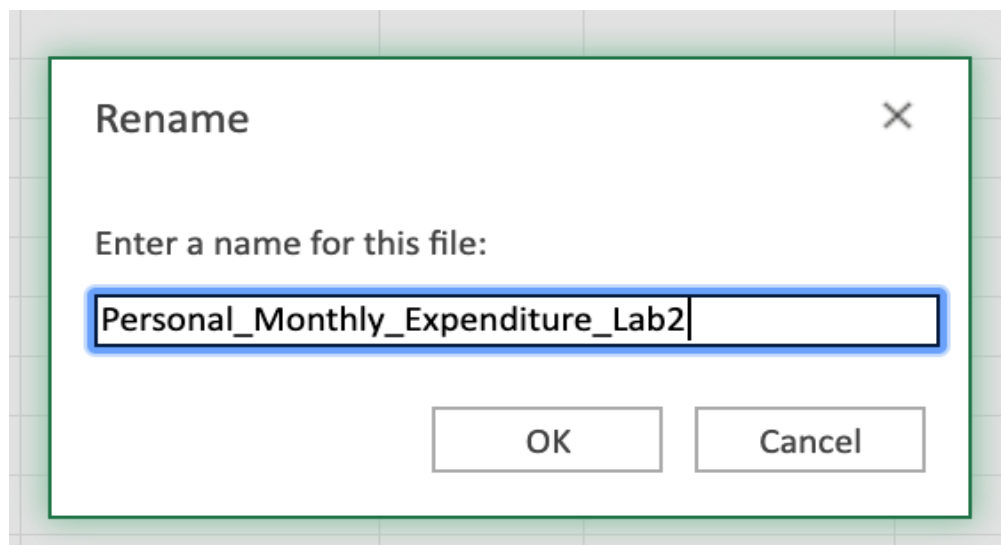 Rename
Enter a name for this file:
Personal_Monthly_Expenditure_Lab2
OK Cancel